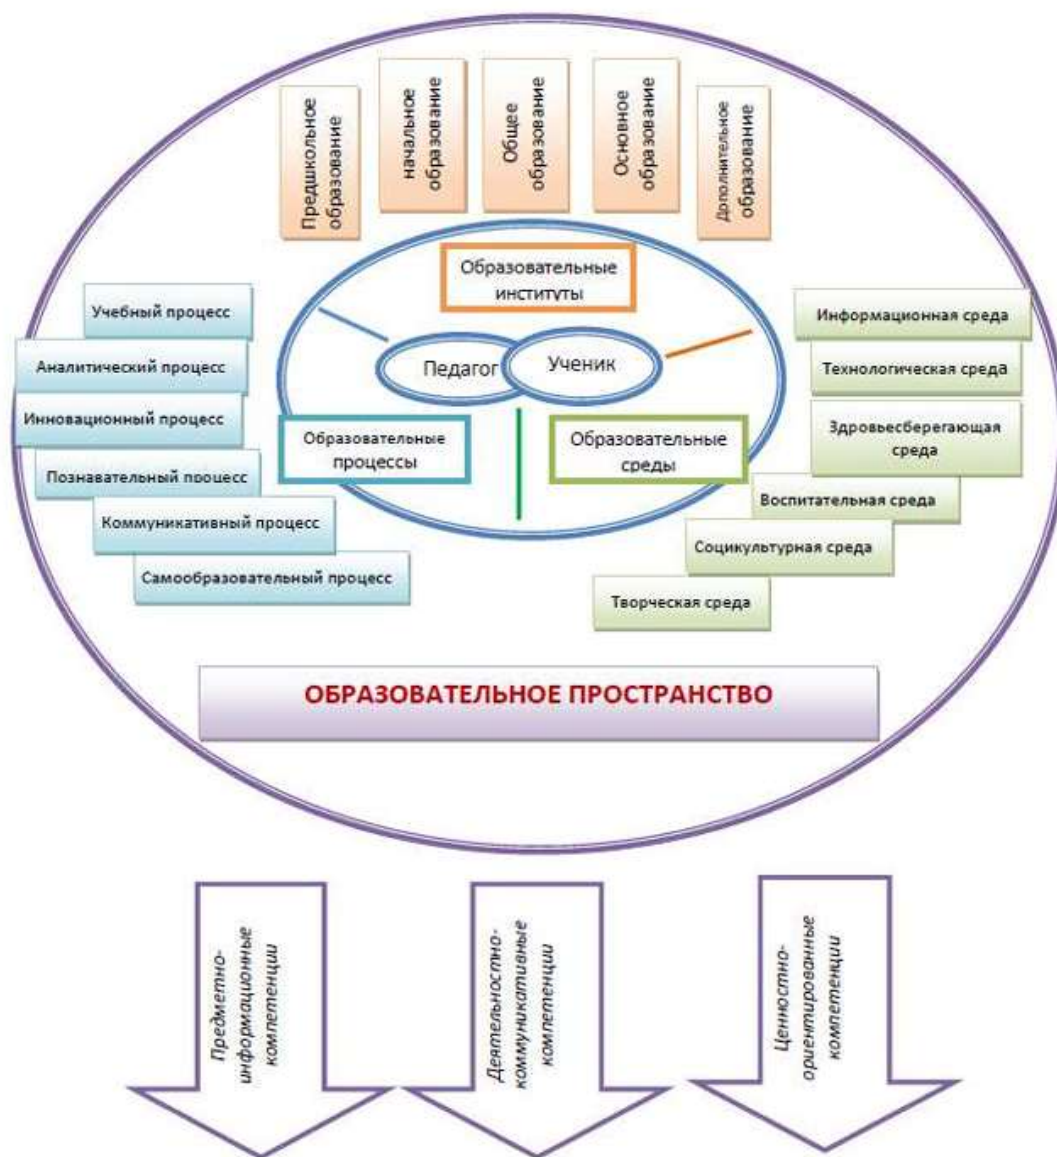 Предшкольное
образование
начальное
образование
Общее
образование
Основное
образование
Дополнительное
образование
Образовательные
институты
Педагог
Ученик
Образовательные
процессы
Образовательные
среды
Учебный процесс
Аналитический процесс
Инновационный процесс
Познавательный процесс
Коммуникативный процесс
Самообразовательный процесс
Информационная среда
Технологическая среда
Здровьесберегающая
среда
Воспитательная среда
Социкультурная среда
Творческая среда
ОБРАЗОВАТЕЛЬНОЕ ПРОСТРАНСТВО
Предметно-
информационные
компетенции
Деятельностно-
коммуникативные
компетенции
Ценностно-
ориентированные
компетенции